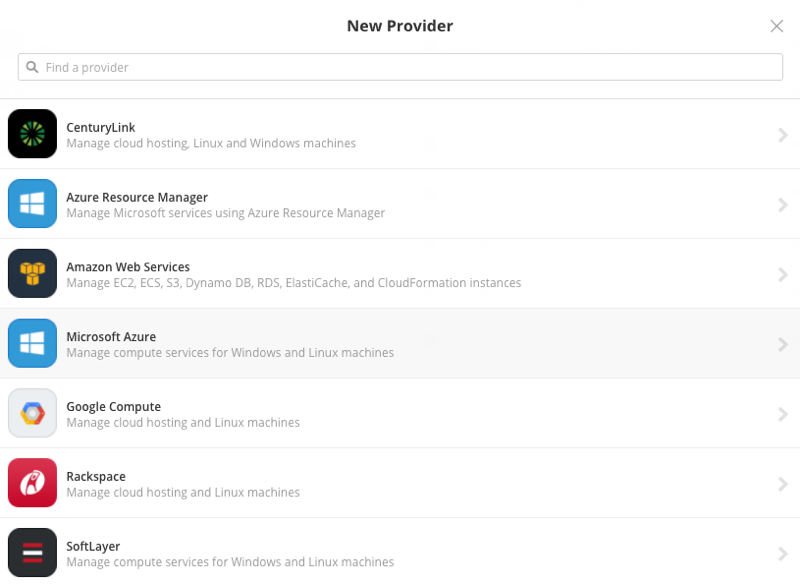 New Provider
Find a provider
CenturyLink
Manage cloud hosting, Linux and Windows machines
Azure Resource Manager
Manage Microsoft services using Azure Resource Manager
Amazon Web Services
Manage EC2, ECS, S3, Dynamo DB, RDS, ElastiCache, and CloudFormation instances
Microsoft Azure
Manage compute services for Windows and Linux machines
Google Compute
Manage cloud hosting and Linux machines
Rackspace
Manage cloud hosting and Linux machines
SoftLayer
Manage compute services for Windows and Linux machines